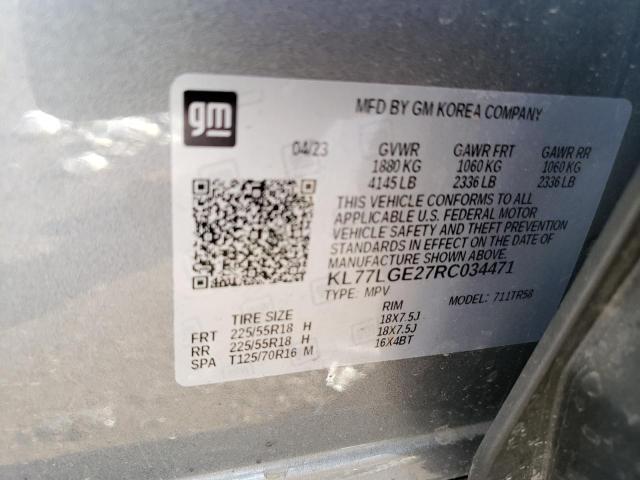 gm
MFD BY GM KOREA COMPANY
04/23 GVWR GAWR FRT GAWR RR
1880 KG 1060 KG 1060 KG
4145 LB 2336 LB 2336 LB
THIS VEHICLE CONFORMS TO ALL
APPLICABLE U.S. FEDERAL MOTOR
VEHICLE SAFETY AND THEFT PREVENTION
STANDARDS IN EFFECT ON THE DATE OF
MANUFACTURE SHOWN ABOVE.
KL77LGE27RC034471
TYPE: MPV MODEL: 711TR58
TIRE SIZE RIM
FRT 225/55R18 H 18X7.5J
RR 225/55R18 H 18X7.5J
SPA T125/70R16 M 16X4BT